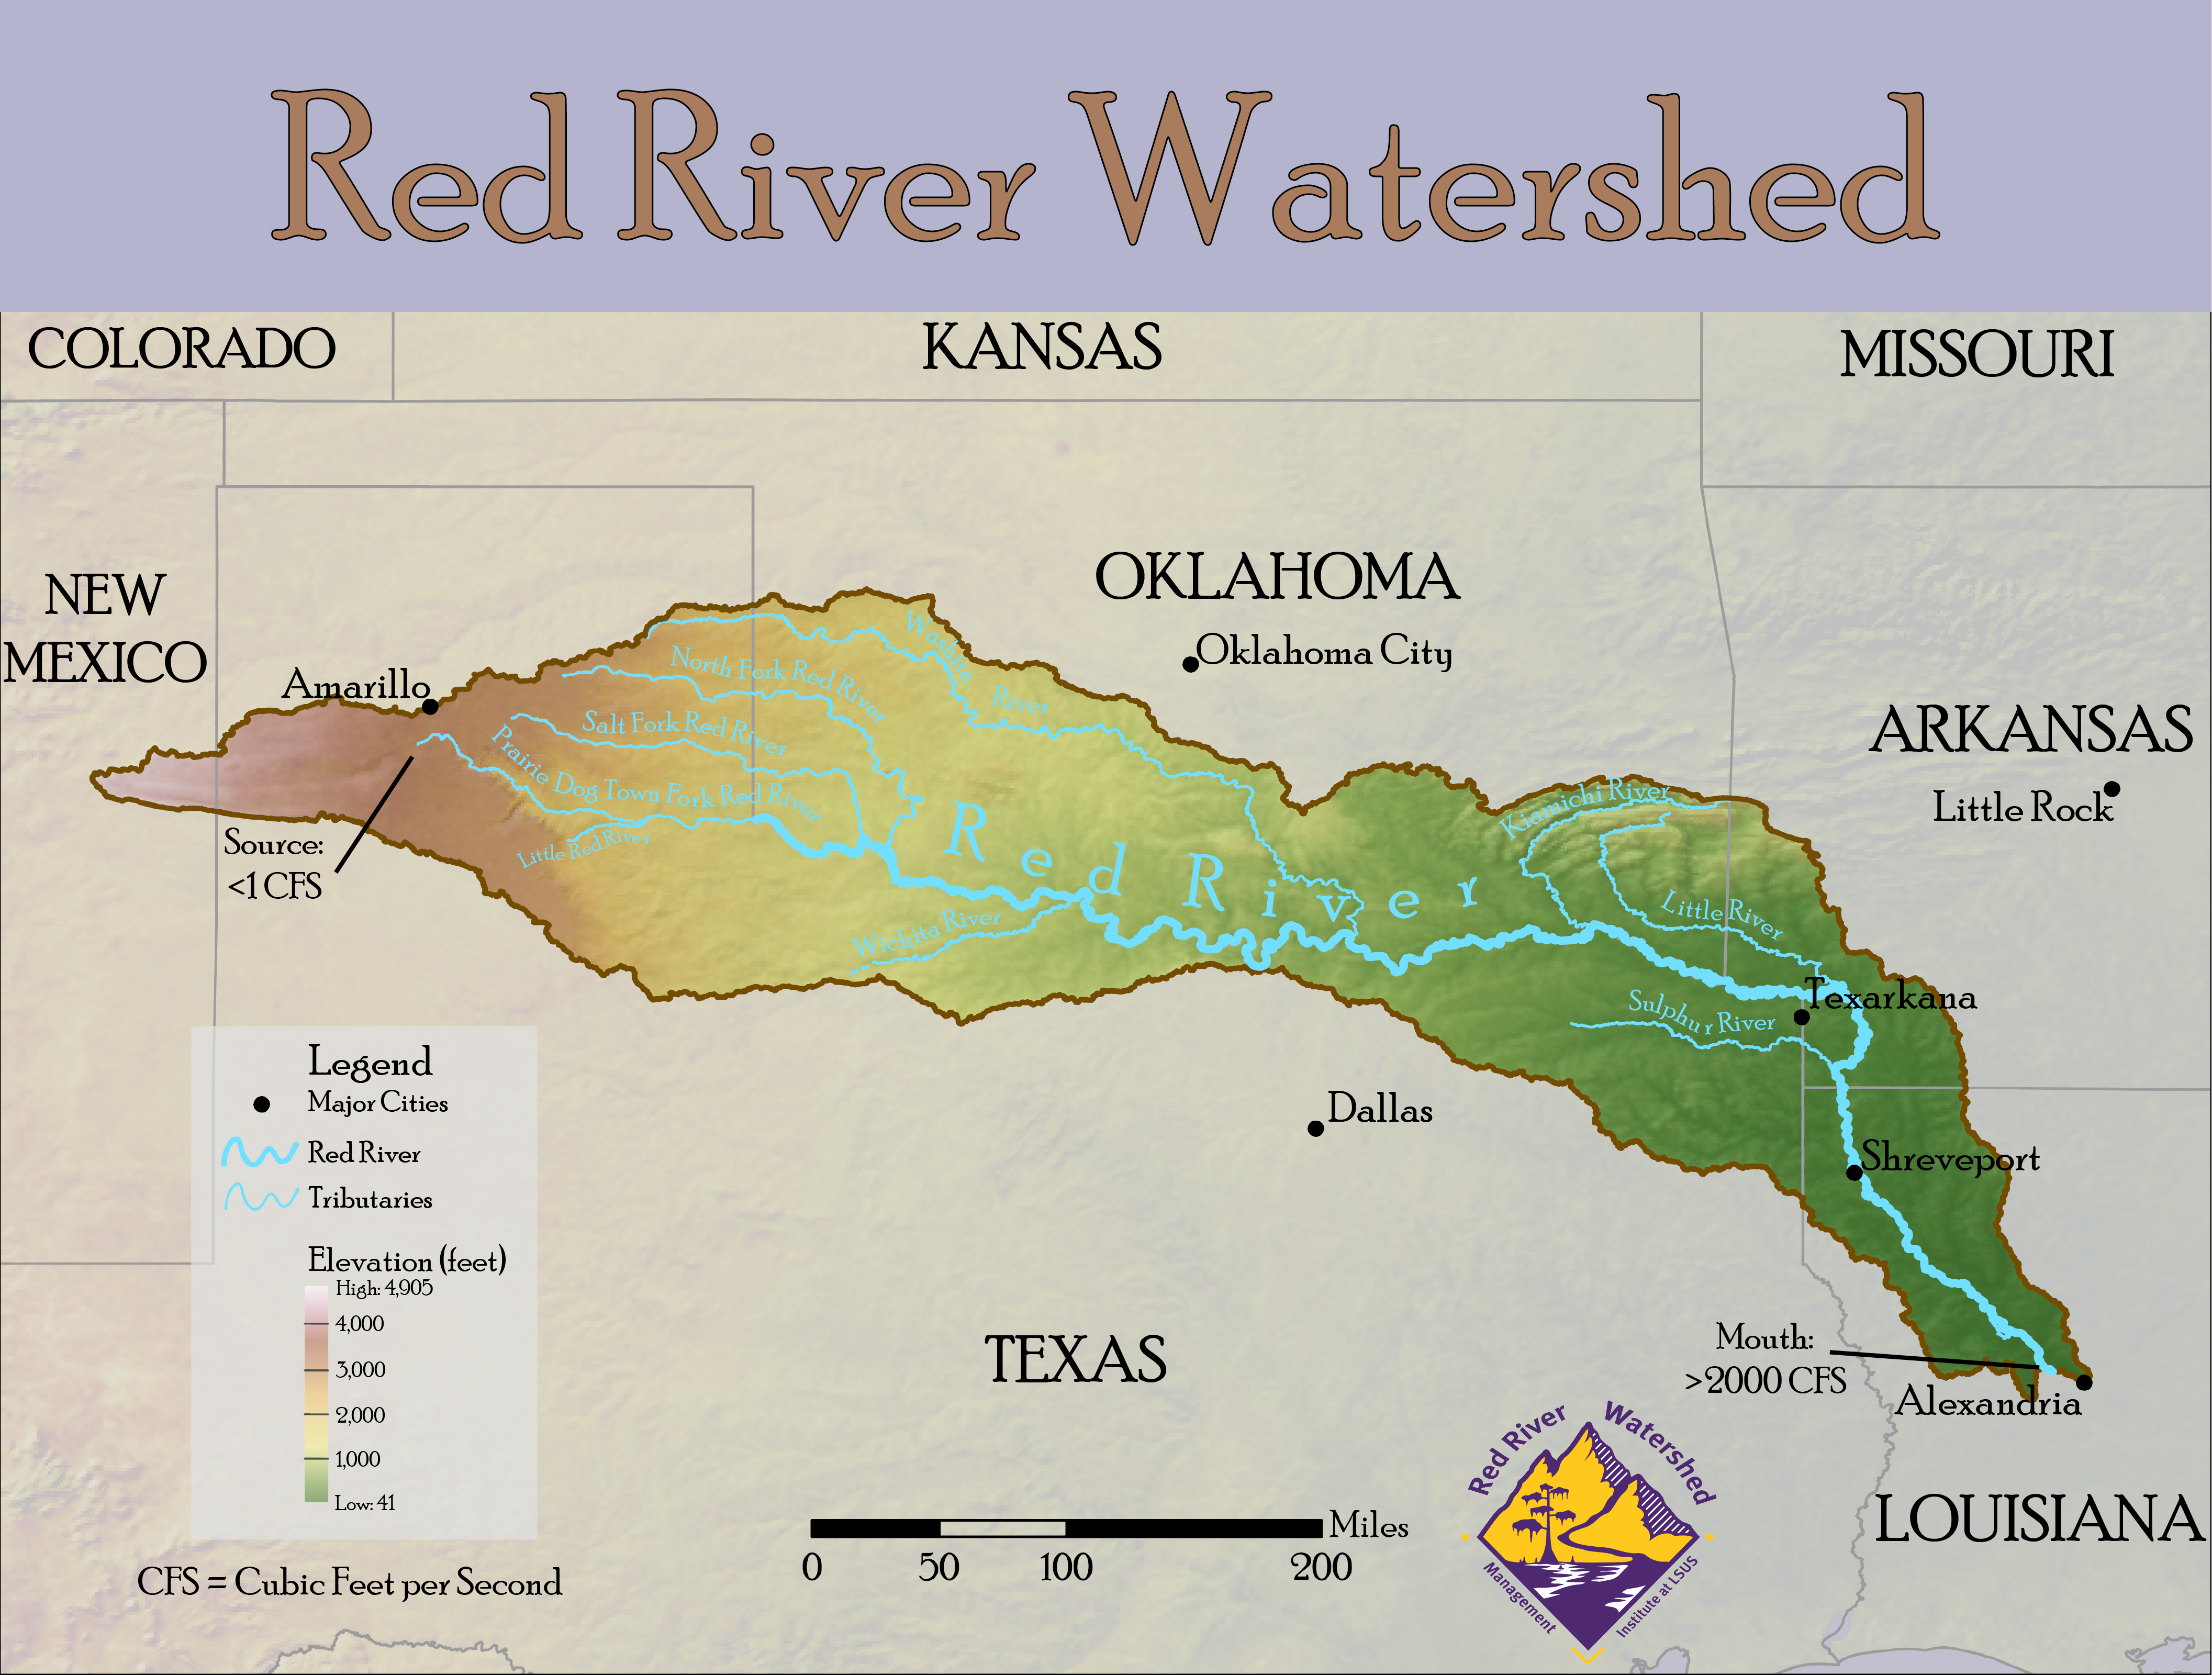 Red River Watershed
COLORADO
KANSAS
MISSOURI
NEW
MEXICO
OKLAHOMA
Oklahoma City
ARKANSAS
Little Rock
Amarillo
Washita River
North Fork Red River
Salt Fork Red River
Prairie Dog Town Fork Red River
Little Red River
Red River
Wichita River
Kiamichi River
Little River
Sulphur River
Source:
<1 CFS
Texarkana
Dallas
Shreveport
Legend
Major Cities
Red River
Tributaries
Elevation (feet)
High: 4,905
4,000
3,000
2,000
1,000
Low: 41
CFS = Cubic Feet per Second
TEXAS
Mouth:
>2000 CFS
Alexandria
LOUISIANA
Miles
0 50 100 200
Red River Watershed
Management Institute at LSUS